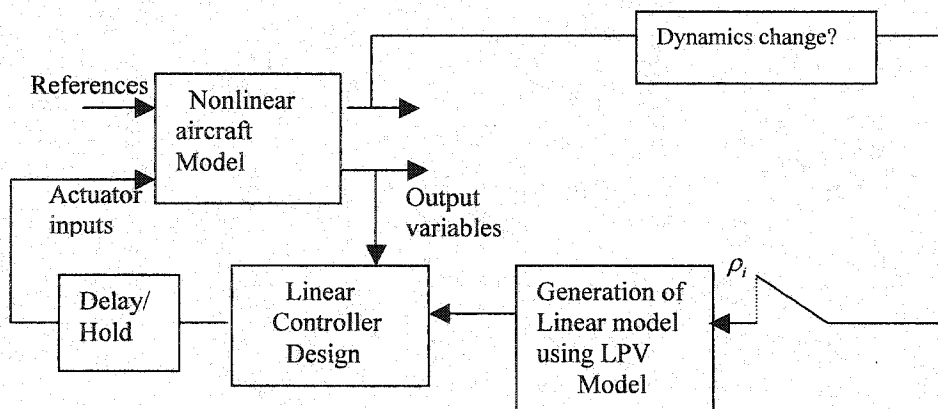 Dynamics change?
References
Nonlinear
aircraft
Model
Actuator
inputs
Output
variables
Delay/
Hold
Linear
Controller
Design
Generation of
Linear model
using LPV
Model
ρi